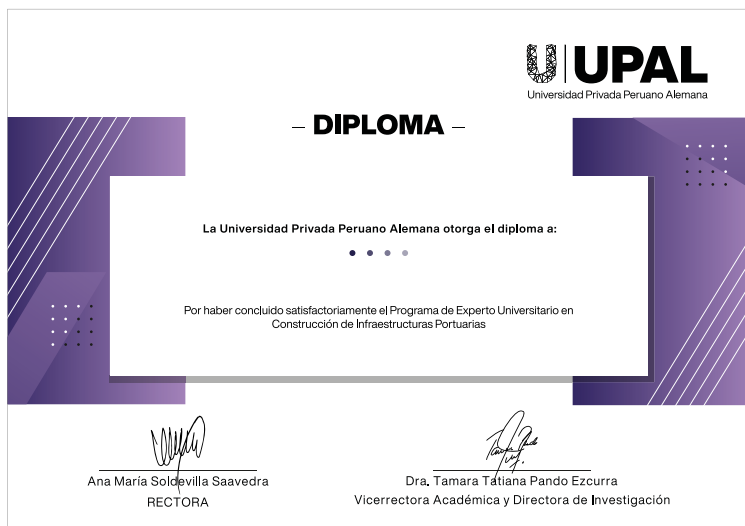 UPAL
Universidad Privada Peruano Alemana
– DIPLOMA –
La Universidad Privada Peruano Alemana otorga el diploma a:
Por haber concluido satisfactoriamente el Programa de Experto Universitario en
Construcción de Infraestructuras Portuarias
Ana María Soldevilla Saavedra
RECTORA
Dra. Tamara Tatiana Pando Ezcurra
Vicerrectora Académica y Directora de Investigación